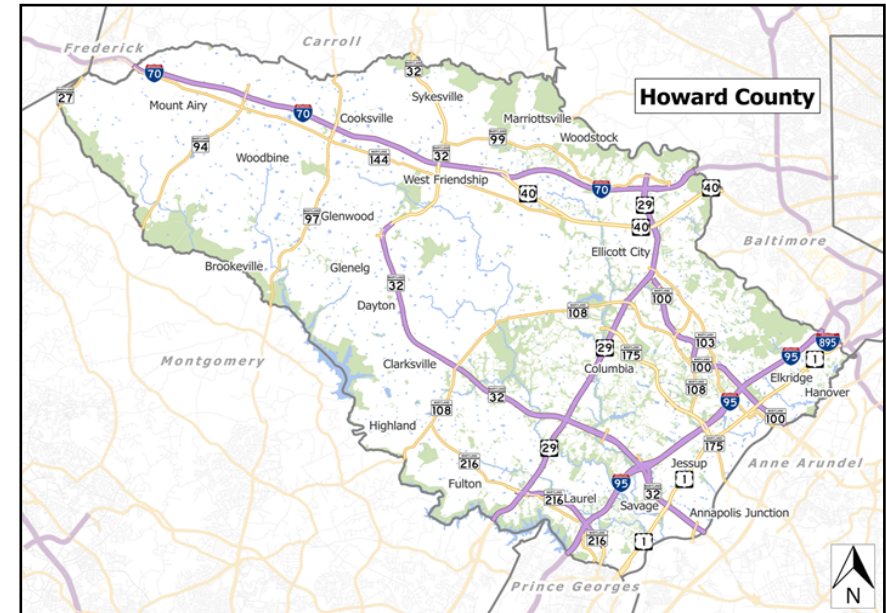 Frederick
Carroll
70
32
27
Mount Airy
Sykesville
Howard County
70
Cooksville
Marriottsville
94
99
Woodstock
Woodbine
144
32
West Friendship
40
70
40
29
97
Glenwood
40
Ellicott City
Baltimore
Brookeville
Glenelg
32
100
Dayton
108
103
895
Montgomery
29
175
95
1
Clarksville
Columbia
100
Elkridge
32
108
Hanover
108
95
100
Highland
29
175
216
Jessup
Anne Arundel
Fulton
95
1
216
Laurel
32
Savage
Annapolis Junction
216
1
Prince Georges
N